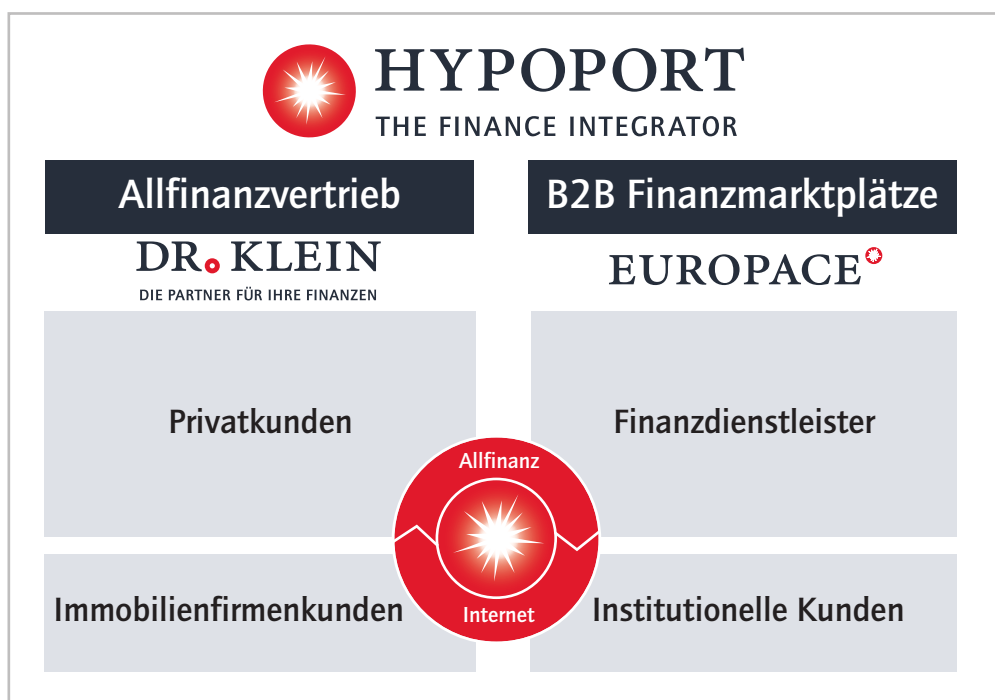 HYPOPORT
THE FINANCE INTEGRATOR
Allfinanzvertrieb
B2B Finanzmarktplätze
DR. KLEIN
DIE PARTNER FÜR IHRE FINANZEN
EUROPACE
Privatkunden
Finanzdienstleister
Allfinanz
Internet
Immobilienfirmenkunden
Institutionelle Kunden